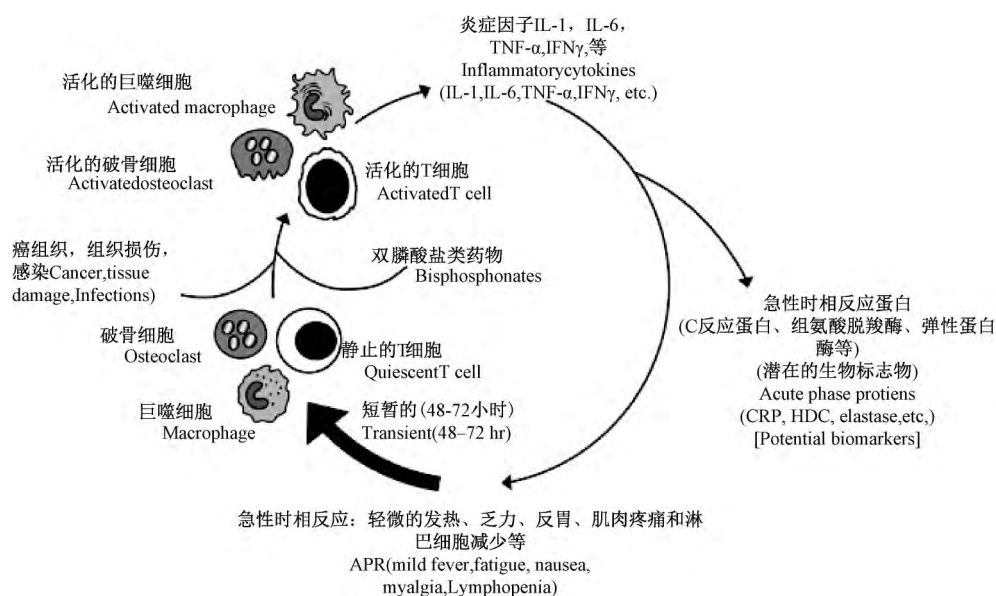 炎症因子IL-1，IL-6，
TNF-α,IFNγ,等
Inflammatorycytokines
(IL-1,IL-6,TNF-α,IFNγ, etc.)
活化的巨噬细胞
Activated macrophage
活化的破骨细胞
Activatedosteoclast
活化的T细胞
ActivatedT cell
癌组织，组织损伤，
感染Cancer,tissue
damage,Infections)
双膦酸盐类药物
Bisphosphonates
破骨细胞
Osteoclast
静止的T细胞
QuiescentT cell
巨噬细胞
Macrophage
短暂的(48-72小时)
Transient(48–72 hr)
急性时相反应蛋白
(C反应蛋白、组氨酸脱羧酶、弹性蛋白
酶等)
(潜在的生物标志物)
Acute phase protiens
(CRP, HDC, elastase,etc,)
[Potential biomarkers]
急性时相反应：轻微的发热、乏力、反胃、肌肉疼痛和淋
巴细胞减少等
APR(mild fever,fatigue, nausea,
myalgia,Lymphopenia)